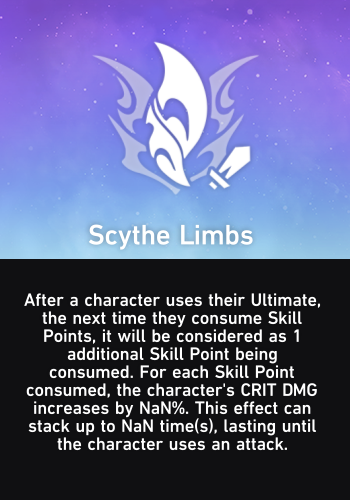 Scythe Limbs
After a character uses their Ultimate,
the next time they consume Skill
Points, it will be considered as 1
additional Skill Point being
consumed. For each Skill Point
consumed, the character's CRIT DMG
increases by NaN%. This effect can
stack up to NaN time(s), lasting until
the character uses an attack.